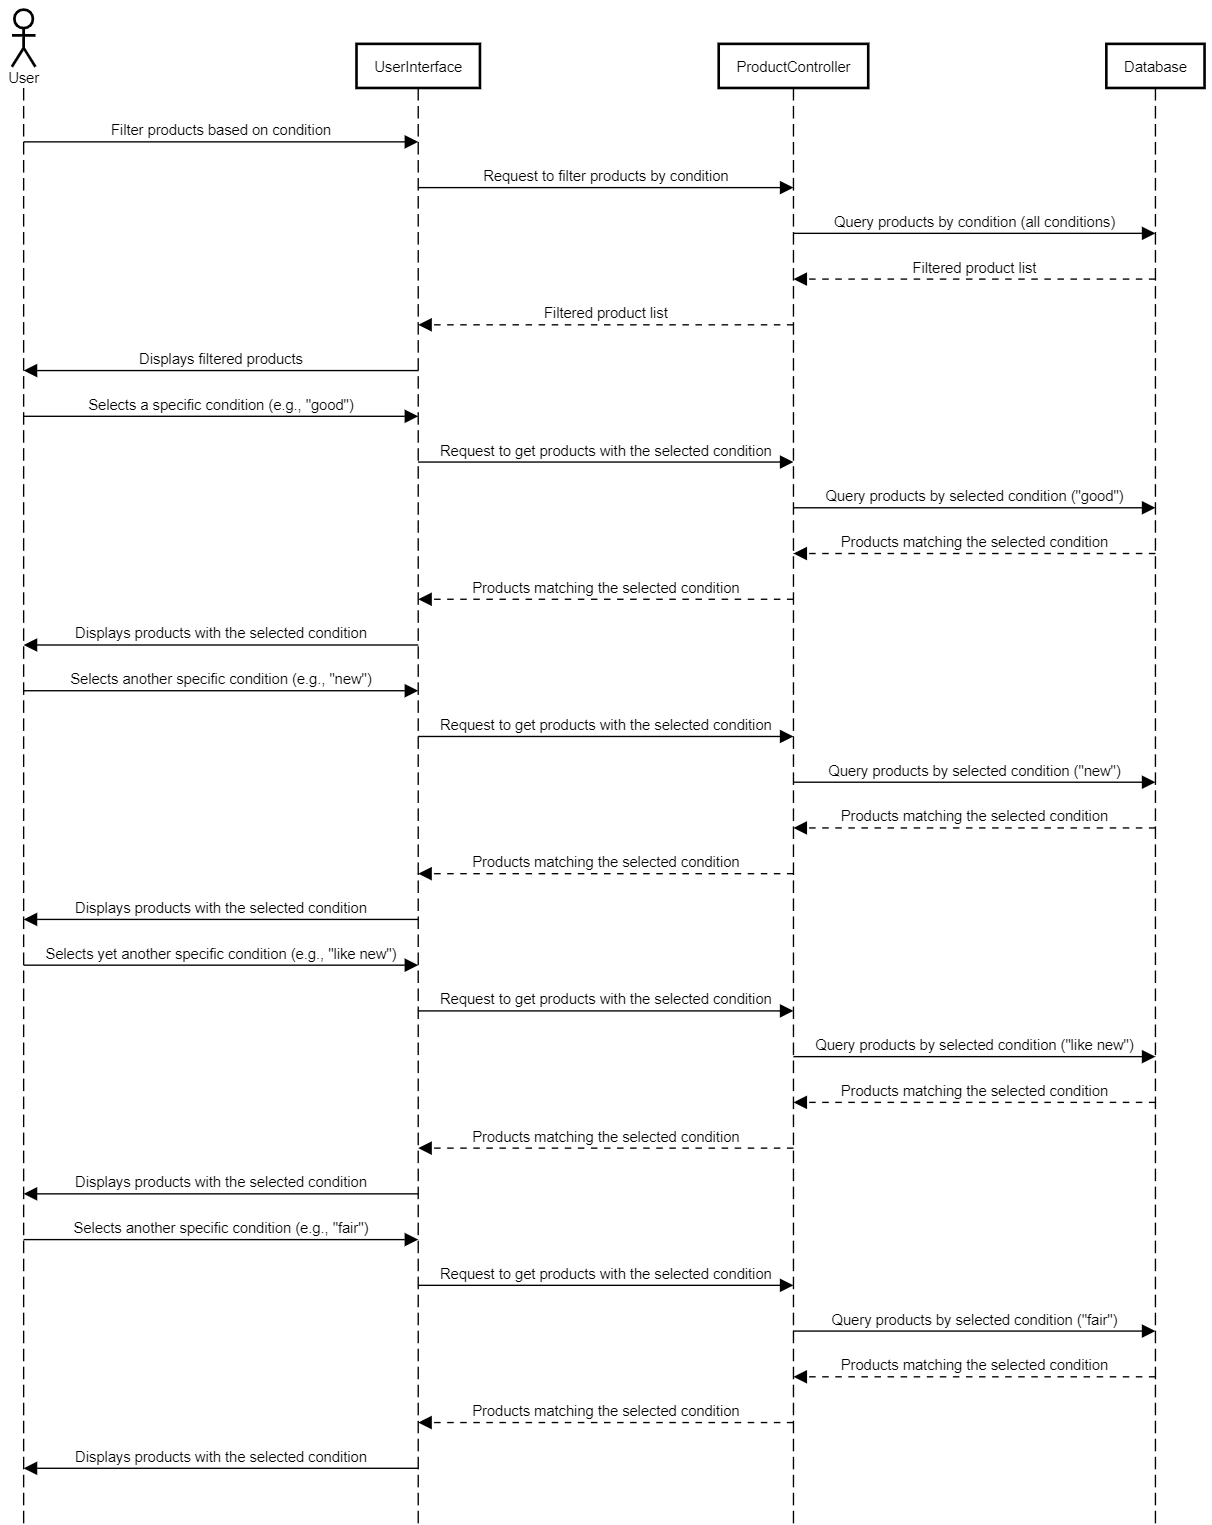 User
UserInterface
ProductController
Database
Filter products based on condition
Request to filter products by condition
Query products by condition (all conditions)
Filtered product list
Filtered product list
Displays filtered products
Selects a specific condition (e.g., "good")
Request to get products with the selected condition
Query products by selected condition ("good")
Products matching the selected condition
Products matching the selected condition
Displays products with the selected condition
Selects another specific condition (e.g., "new")
Request to get products with the selected condition
Query products by selected condition ("new")
Products matching the selected condition
Products matching the selected condition
Displays products with the selected condition
Selects yet another specific condition (e.g., "like new")
Request to get products with the selected condition
Query products by selected condition ("like new")
Products matching the selected condition
Products matching the selected condition
Displays products with the selected condition
Selects another specific condition (e.g., "fair")
Request to get products with the selected condition
Query products by selected condition ("fair")
Products matching the selected condition
Products matching the selected condition
Displays products with the selected condition